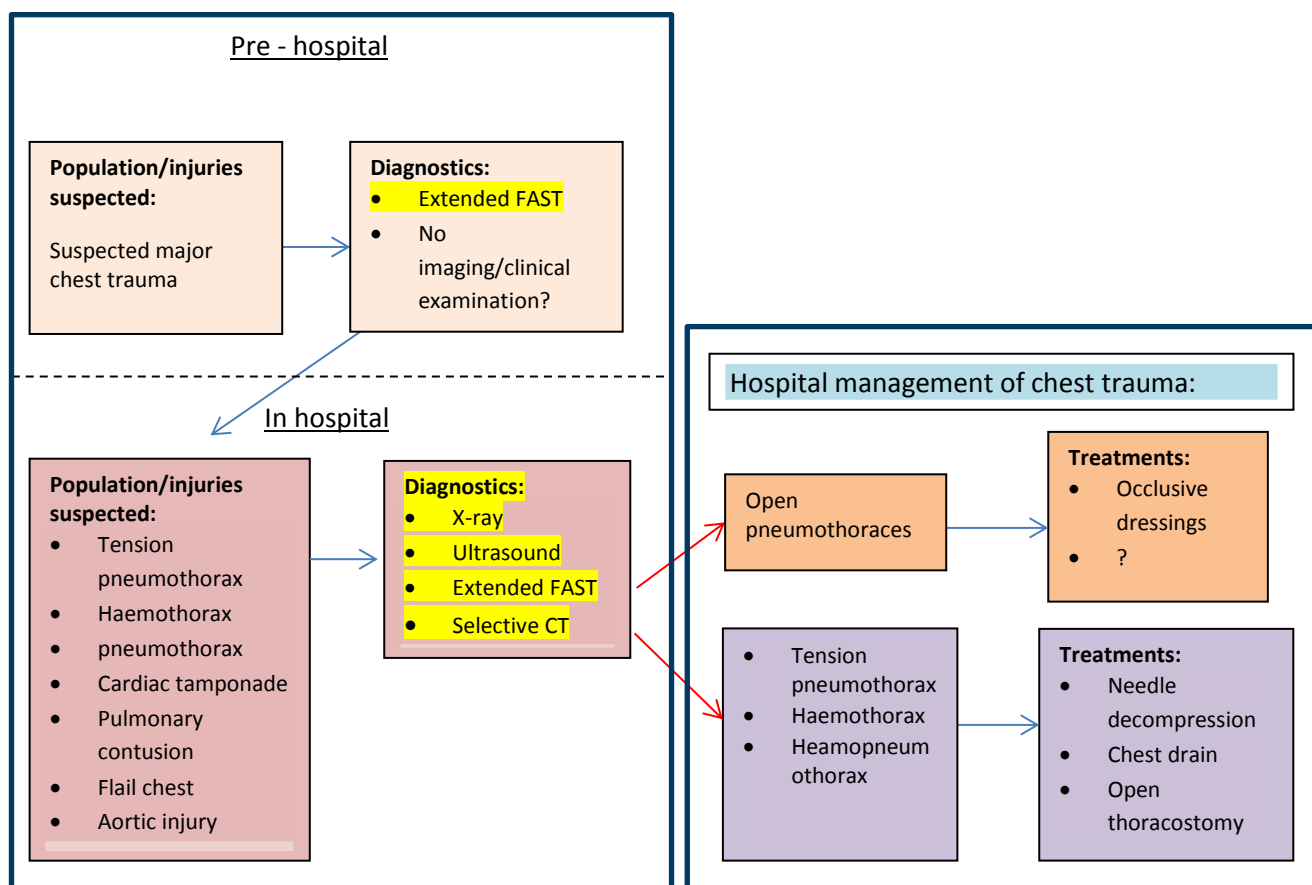 Pre - hospital
Population/injuries
suspected:
Suspected major
chest trauma
Diagnostics:
• Extended FAST
• No
imaging/clinical
examination?
In hospital
Population/injuries
suspected:
• Tension
pneumothorax
• Haemothorax
• pneumothorax
• Cardiac tamponade
• Pulmonary
contusion
• Flail chest
• Aortic injury
Diagnostics:
• X-ray
• Ultrasound
• Extended FAST
• Selective CT
Hospital management of chest trauma:
Open
pneumothoraces
Treatments:
• Occlusive
dressings
• ?
• Tension
pneumothorax
• Haemothorax
• Heamopneum
othorax
Treatments:
• Needle
decompression
• Chest drain
• Open
thoracostomy